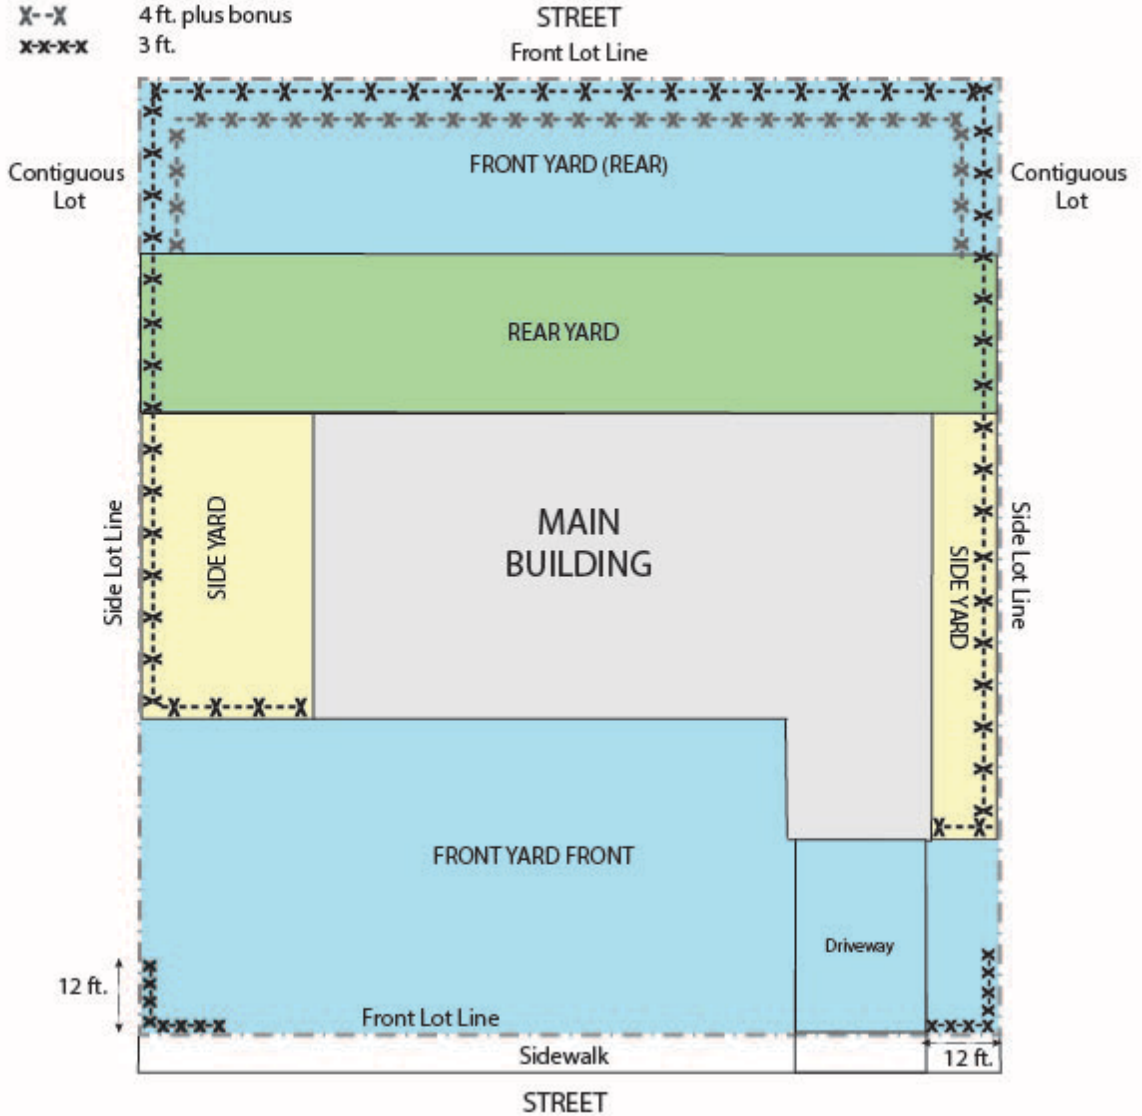 X--X 4 ft. plus bonus
x-x-x-x 3 ft.
STREET
Front Lot Line
FRONT YARD (REAR)
Contiguous
Lot
Contiguous
Lot
REAR YARD
MAIN
BUILDING
Side Lot Line
SIDE YARD
SIDE YARD
Side Lot Line
FRONT YARD FRONT
Driveway
12 ft.
Front Lot Line
Sidewalk
12 ft.
STREET